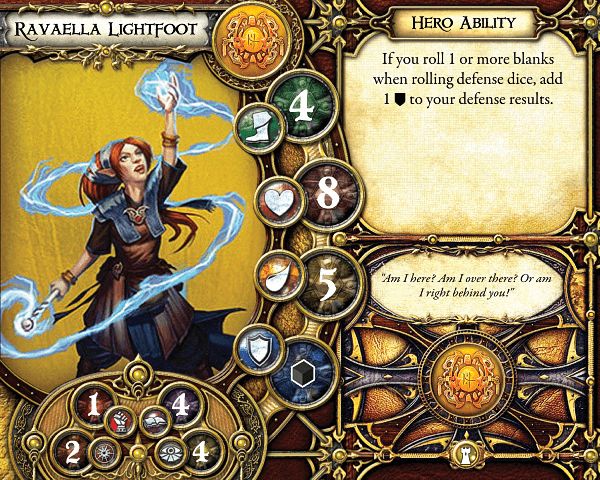 Ravaella Lightfoot
Hero Ability
If you roll 1 or more blanks
when rolling defense dice, add
1 to your defense results.
4
8
5
"Am I here? Am I over there? Or am
I right behind you!"
1
4
2
4